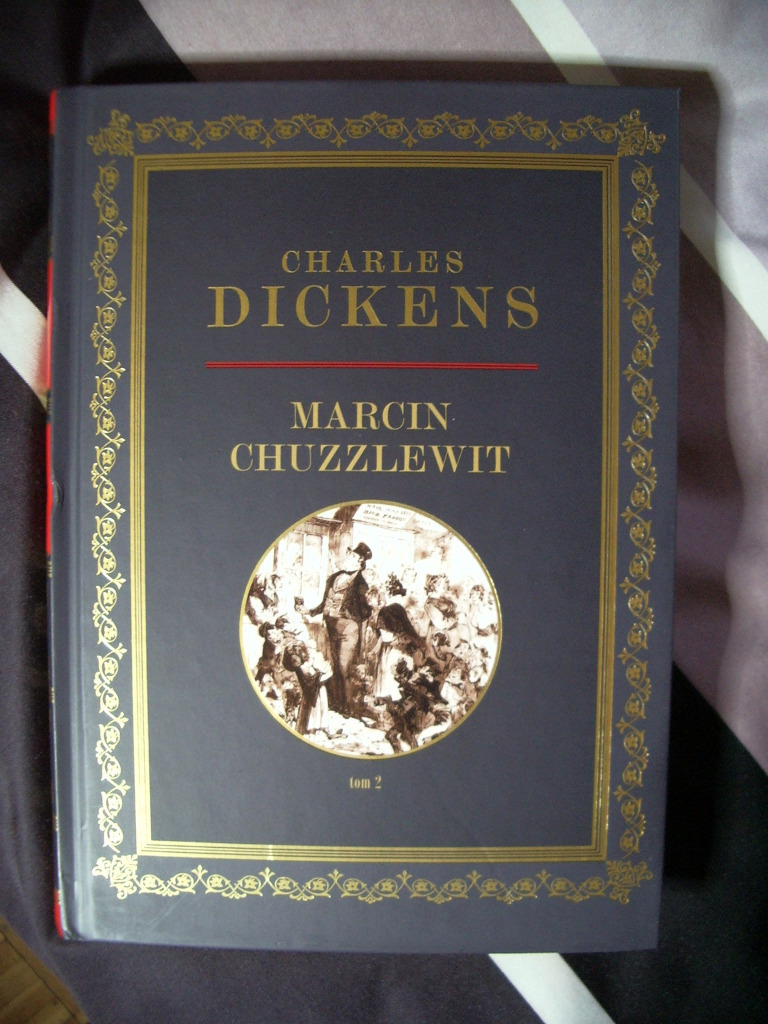 CHARLES
DICKENS
MARCIN
CHUZZLEWIT
tom 2